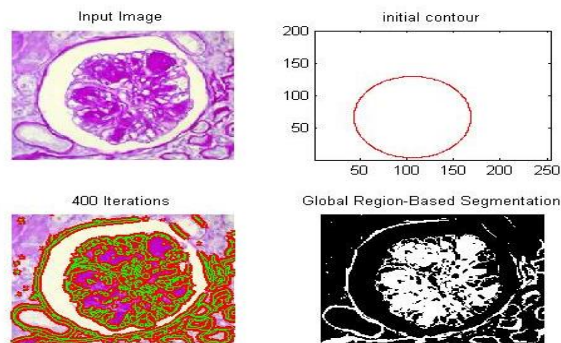 Input Image
initial contour
200
150
100
50
50 100 150 200 250
400 Iterations
Global Region-Based Segmentation